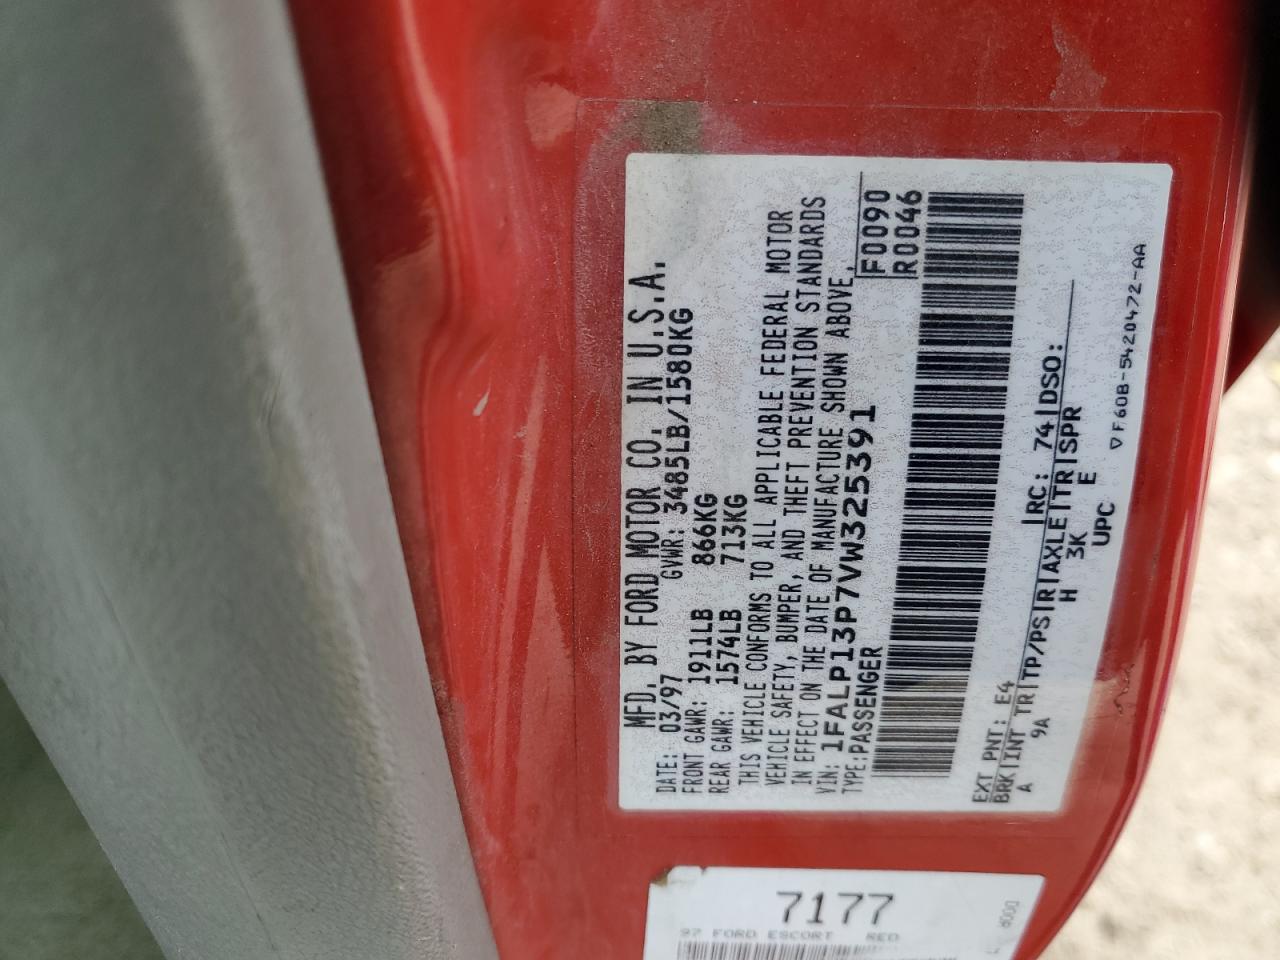 MFD. BY FORD MOTOR CO. IN U.S.A.
DATE: 03/97 GVWR: 3485LB/1580KG
FRONT GAWR: 1911LB 866KG
REAR GAWR: 1574LB 713KG
THIS VEHICLE CONFORMS TO ALL APPLICABLE FEDERAL MOTOR
VEHICLE SAFETY, BUMPER, AND THEFT PREVENTION STANDARDS
IN EFFECT ON THE DATE OF MANUFACTURE SHOWN ABOVE.
VIN: 1FALP13P7VW325391
TYPE: PASSENGER
F0090
R0046
EXT PNT: E4 RC: 74 DSO:
BRK INT TR TP/PS R AXLE TR SPR
A 9A H 3K E
UPC
F60B-5420472-AA
7177
97 FORD ESCORT RED